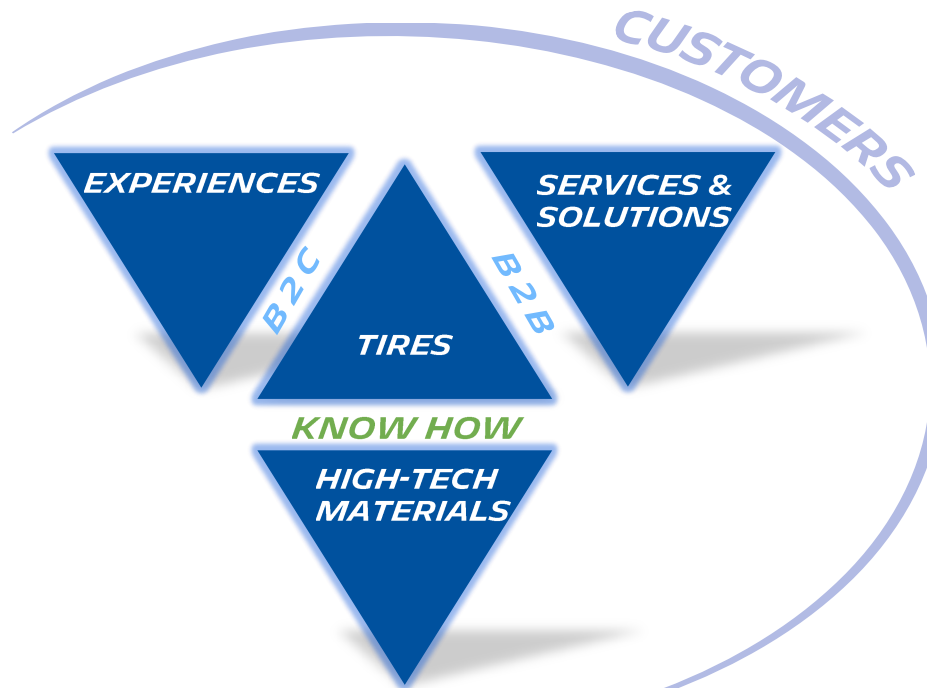 CUSTOMERS
EXPERIENCES
SERVICES &
SOLUTIONS
B2C
B2B
TIRES
KNOW HOW
HIGH-TECH
MATERIALS